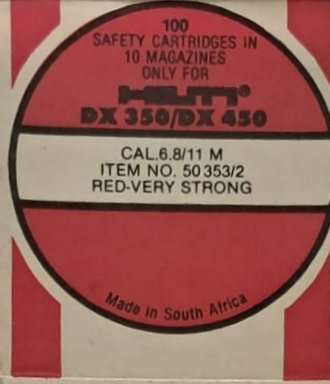 100
SAFETY CARTRIDGES IN
10 MAGAZINES
ONLY FOR
HILTI®
DX 350/DX 450
CAL.6.8/11 M
ITEM NO. 50 353/2
RED-VERY STRONG
Made in South Africa